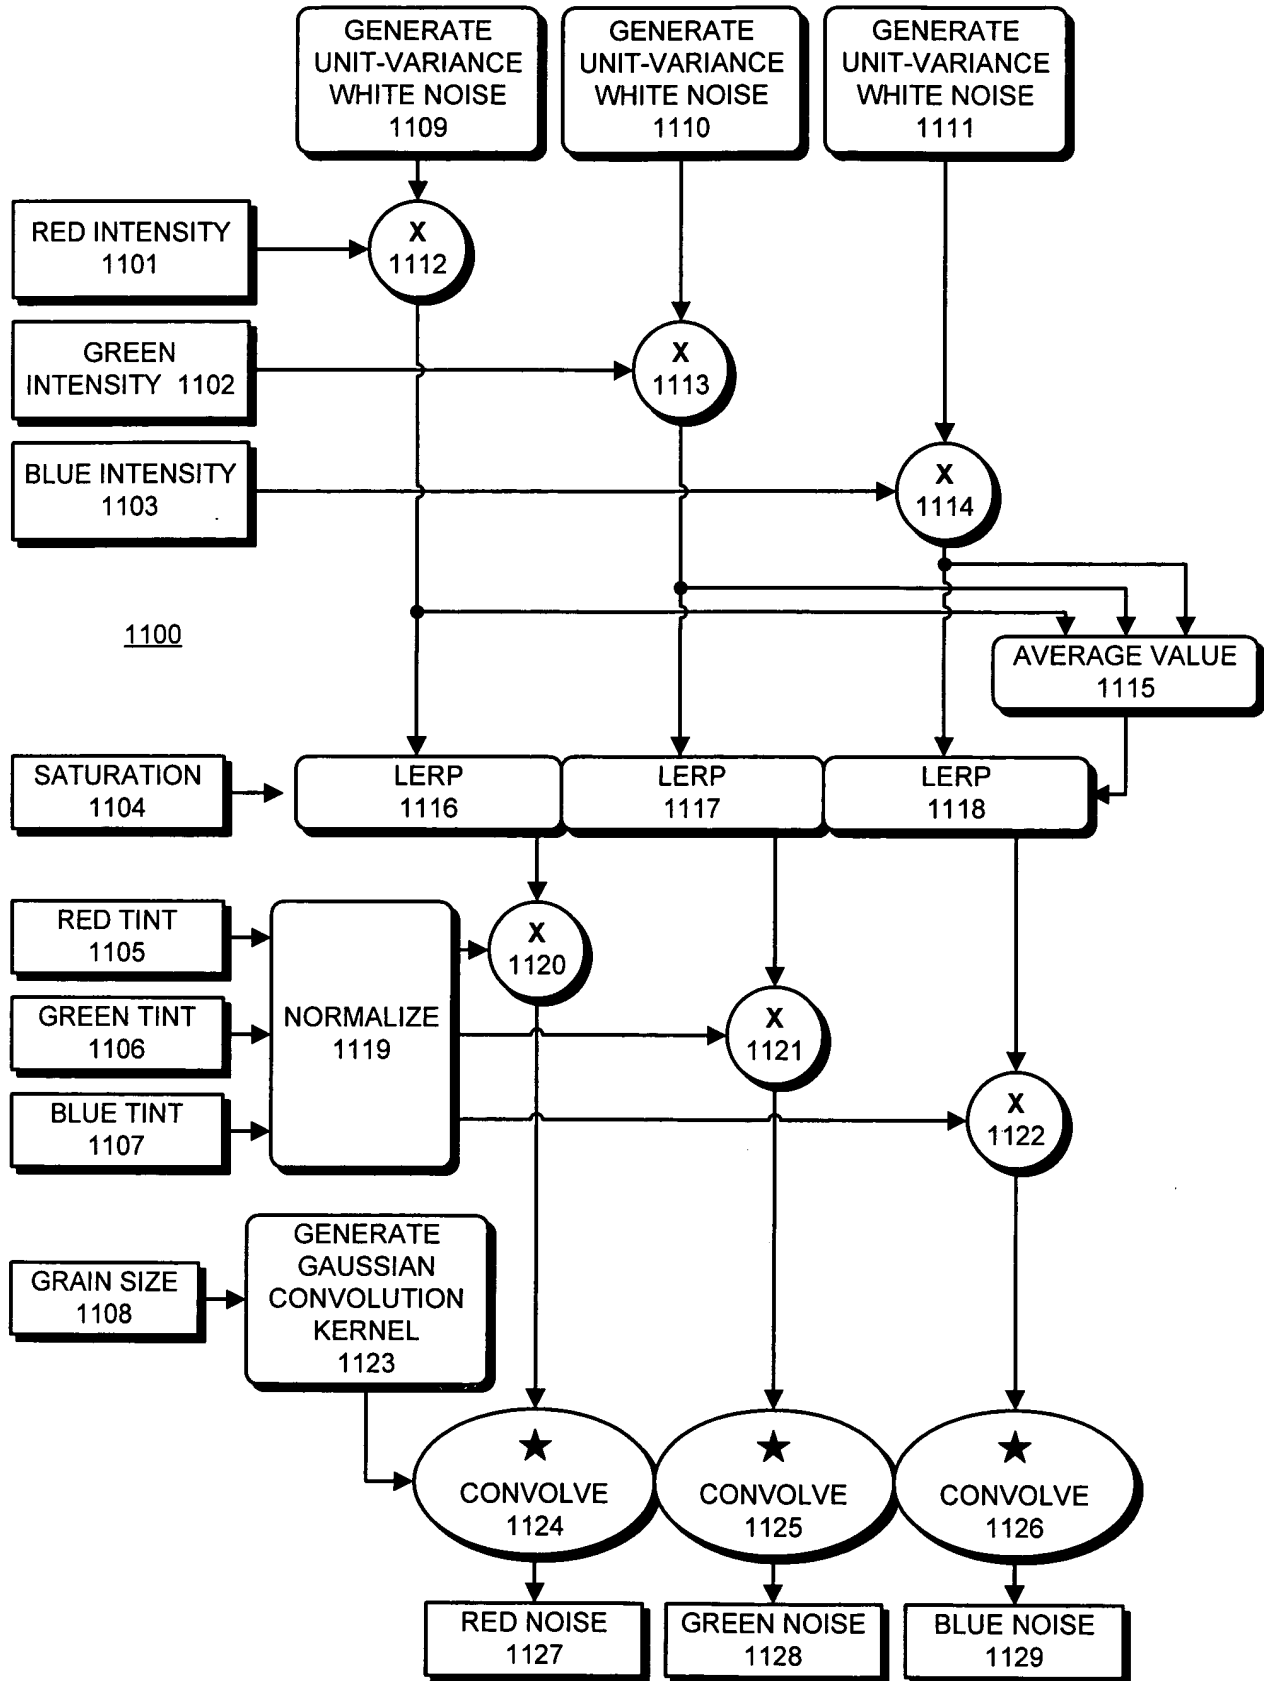 GENERATE
UNIT-VARIANCE
WHITE NOISE
1109
GENERATE
UNIT-VARIANCE
WHITE NOISE
1110
GENERATE
UNIT-VARIANCE
WHITE NOISE
1111
RED INTENSITY
1101
X
1112
GREEN
INTENSITY 1102
X
1113
BLUE INTENSITY
1103
X
1114
1100
AVERAGE VALUE
1115
SATURATION
1104
LERP
1116
LERP
1117
LERP
1118
RED TINT
1105
GREEN TINT
1106
BLUE TINT
1107
NORMALIZE
1119
X
1120
X
1121
X
1122
GRAIN SIZE
1108
GENERATE
GAUSSIAN
CONVOLUTION
KERNEL
1123
★
CONVOLVE
1124
★
CONVOLVE
1125
★
CONVOLVE
1126
RED NOISE
1127
GREEN NOISE
1128
BLUE NOISE
1129